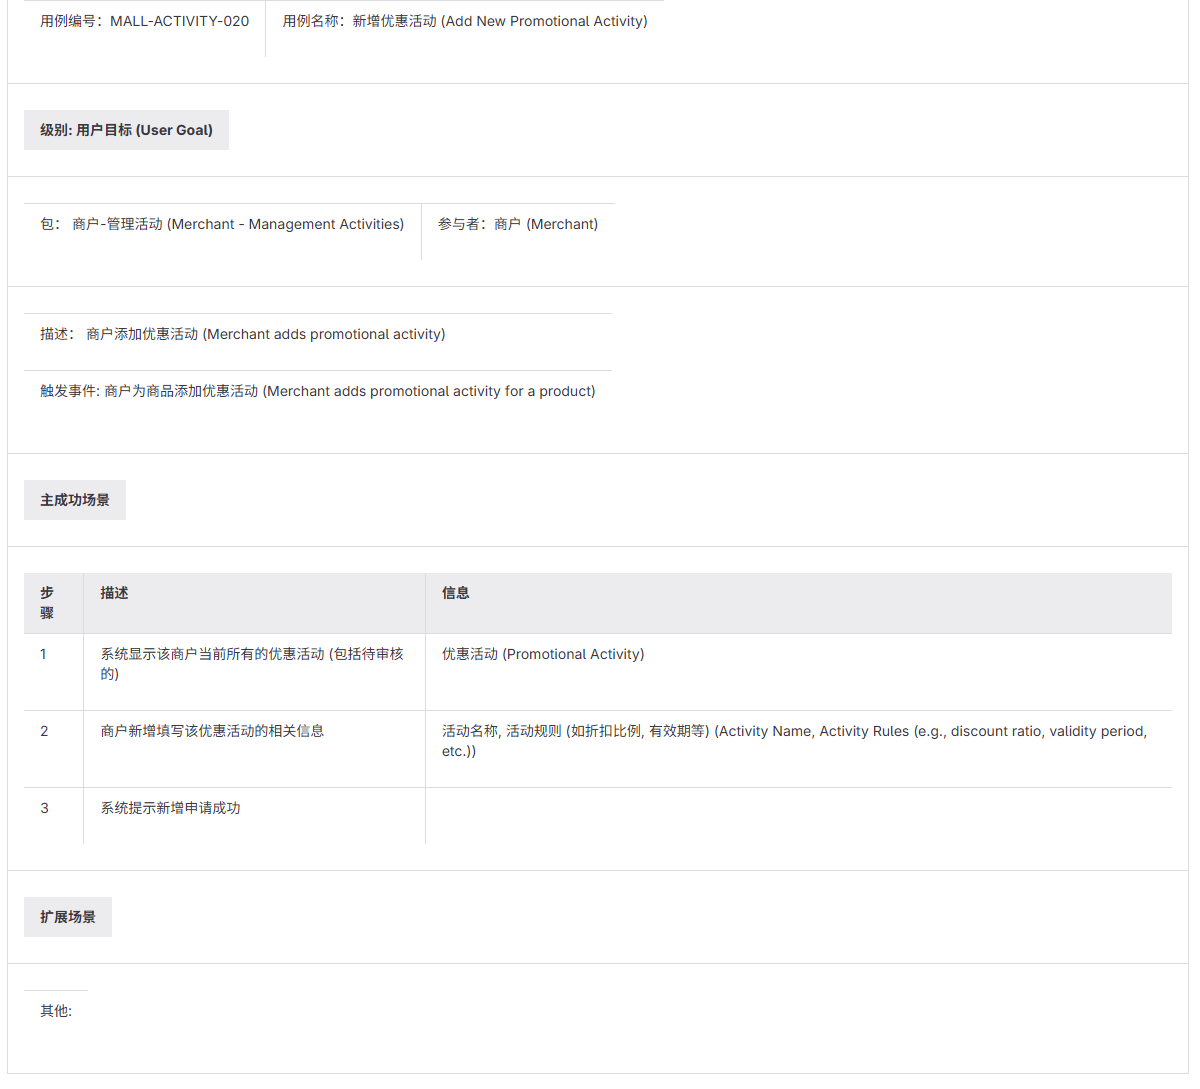 用例编号：MALL-ACTIVITY-020 用例名称：新增优惠活动 (Add New Promotional Activity)
级别: 用户目标 (User Goal)
包： 商户-管理活动 (Merchant - Management Activities) 参与者：商户 (Merchant)
描述： 商户添加优惠活动 (Merchant adds promotional activity)
触发事件: 商户为商品添加优惠活动 (Merchant adds promotional activity for a product)
主成功场景
步骤 描述 信息
1 系统显示该商户当前所有的优惠活动 (包括待审核的) 优惠活动 (Promotional Activity)
2 商户新增填写该优惠活动的相关信息 活动名称, 活动规则 (如折扣比例, 有效期等) (Activity Name, Activity Rules (e.g., discount ratio, validity period, etc.))
3 系统提示新增申请成功
扩展场景
其他: